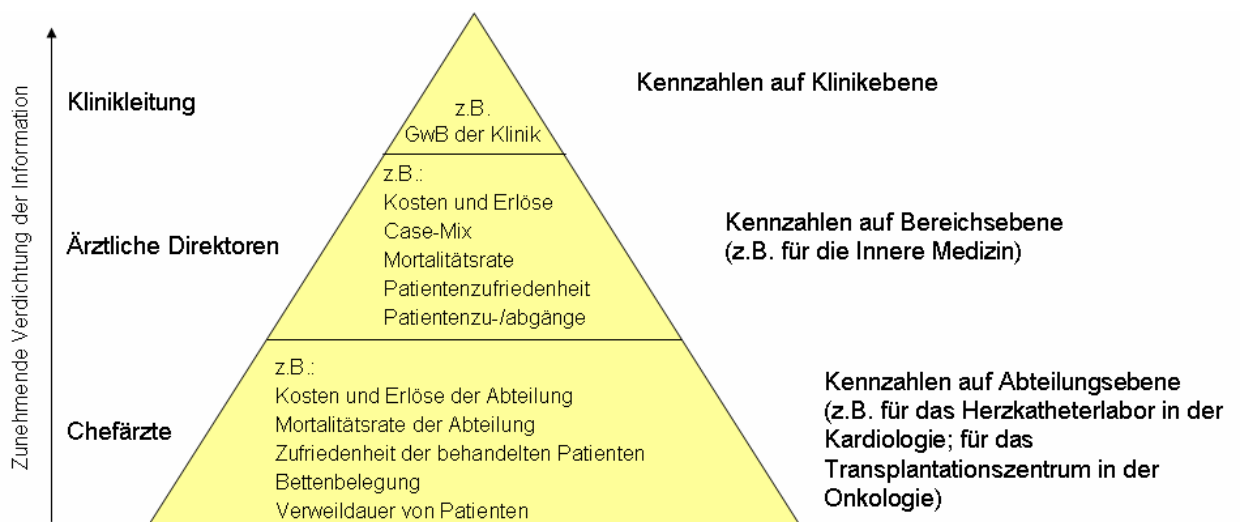 Zunehmende Verdichtung der Information
Klinikleitung
z.B.
GwB der Klinik
Kennzahlen auf Klinikebene
Ärztliche Direktoren
z.B.:
Kosten und Erlöse
Case-Mix
Mortalitätsrate
Patientenzufriedenheit
Patientenzu-/abgänge
Kennzahlen auf Bereichsebene
(z.B. für die Innere Medizin)
Chefärzte
z.B.:
Kosten und Erlöse der Abteilung
Mortalitätsrate der Abteilung
Zufriedenheit der behandelten Patienten
Bettenbelegung
Verweildauer von Patienten
Kennzahlen auf Abteilungsebene
(z.B. für das Herzkatheterlabor in der
Kardiologie; für das
Transplantationszentrum in der
Onkologie)